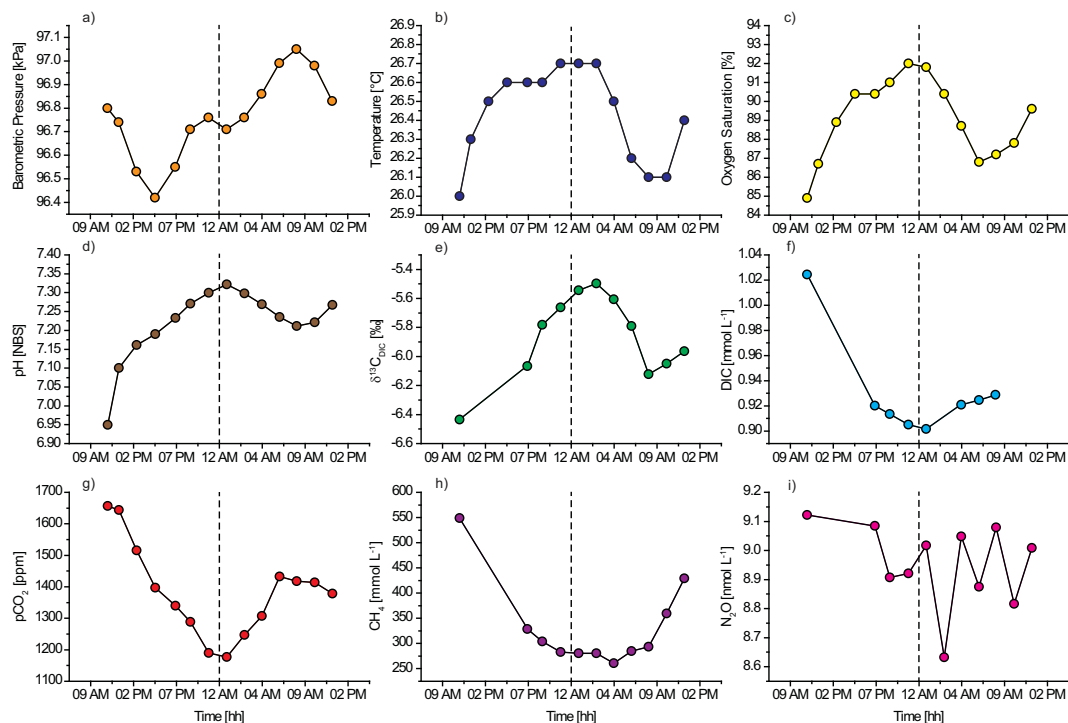 a)
Barometric Pressure [kPa]
97.1
97.0
96.9
96.8
96.7
96.6
96.5
96.4
09 AM 02 PM 07 PM 12 AM 04 AM 09 AM 02 PM
b)
Temperature [°C]
26.9
26.8
26.7
26.6
26.5
26.4
26.3
26.2
26.1
26.0
25.9
09 AM 02 PM 07 PM 12 AM 04 AM 09 AM 02 PM
c)
Oxygen Saturation [%]
94
93
92
91
90
89
88
87
86
85
84
09 AM 02 PM 07 PM 12 AM 04 AM 09 AM 02 PM
d)
pH [NBS]
7.40
7.35
7.30
7.25
7.20
7.15
7.10
7.05
7.00
6.95
6.90
09 AM 02 PM 07 PM 12 AM 04 AM 09 AM 02 PM
e)
δ¹³C_DIC [‰]
-5.4
-5.6
-5.8
-6.0
-6.2
-6.4
-6.6
09 AM 02 PM 07 PM 12 AM 04 AM 09 AM 02 PM
f)
DIC [mmol L⁻¹]
1.04
1.02
1.00
0.98
0.96
0.94
0.92
0.90
09 AM 02 PM 07 PM 12 AM 04 AM 09 AM 02 PM
g)
pCO₂ [ppm]
1700
1600
1500
1400
1300
1200
1100
09 AM 02 PM 07 PM 12 AM 04 AM 09 AM 02 PM
Time [hh]
h)
CH₄ [mmol L⁻¹]
600
550
500
450
400
350
300
250
09 AM 02 PM 07 PM 12 AM 04 AM 09 AM 02 PM
Time [hh]
i)
N₂O [nmol L⁻¹]
9.2
9.1
9.0
8.9
8.8
8.7
8.6
09 AM 02 PM 07 PM 12 AM 04 AM 09 AM 02 PM
Time [hh]